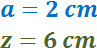 a = 2 cm
z = 6 cm